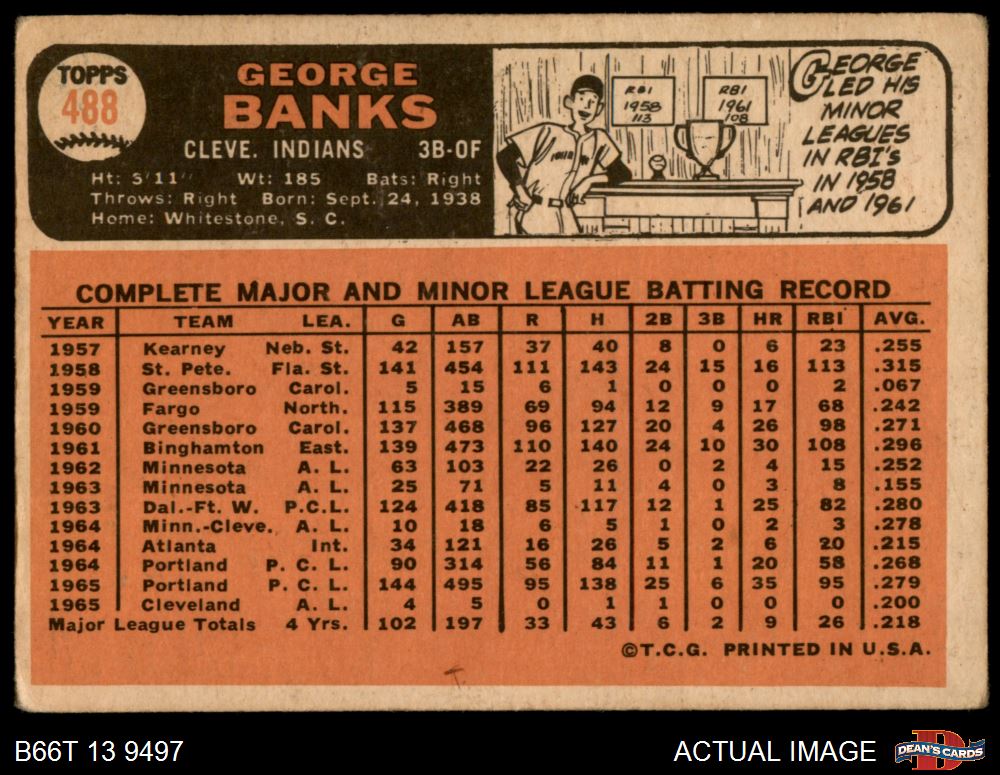 TOPPS
488
GEORGE
BANKS
CLEVE. INDIANS 3B-OF
Ht: 5'11" Wt: 185 Bats: Right
Throws: Right Born: Sept. 24, 1938
Home: Whitestone, S. C.
RBI
1958
113
RBI
1961
108
GEORGE
LED HIS
MINOR
LEAGUES
IN RBI's
IN 1958
AND 1961
COMPLETE MAJOR AND MINOR LEAGUE BATTING RECORD
YEAR TEAM LEA. G AB R H 2B 3B HR RBI AVG.
1957 Kearney Neb. St. 42 157 37 40 8 0 6 23 .255
1958 St. Pete. Fla. St. 141 454 111 143 24 15 16 113 .315
1959 Greensboro Carol. 5 15 6 1 0 0 0 2 .067
1959 Fargo North. 115 389 69 94 12 9 17 68 .242
1960 Greensboro Carol. 137 468 96 127 20 4 26 98 .271
1961 Binghamton East. 139 473 110 140 24 10 30 108 .296
1962 Minnesota A. L. 63 103 22 26 0 2 4 15 .252
1963 Minnesota A. L. 25 71 5 11 4 0 3 8 .155
1963 Dal.-Ft. W. P.C.L. 124 418 85 117 12 1 25 82 .280
1964 Minn.-Cleve. A. L. 10 18 6 5 1 0 2 3 .278
1964 Atlanta Int. 34 121 16 26 5 2 6 20 .215
1964 Portland P. C. L. 90 314 56 84 11 1 20 58 .268
1965 Portland P. C. L. 144 495 95 138 25 6 35 95 .279
1965 Cleveland A. L. 4 5 0 1 1 0 0 0 .200
Major League Totals 4 Yrs. 102 197 33 43 6 2 9 26 .218
©T.C.G. PRINTED IN U.S.A.
B66T 13 9497
ACTUAL IMAGE
DEAN'S CARDS